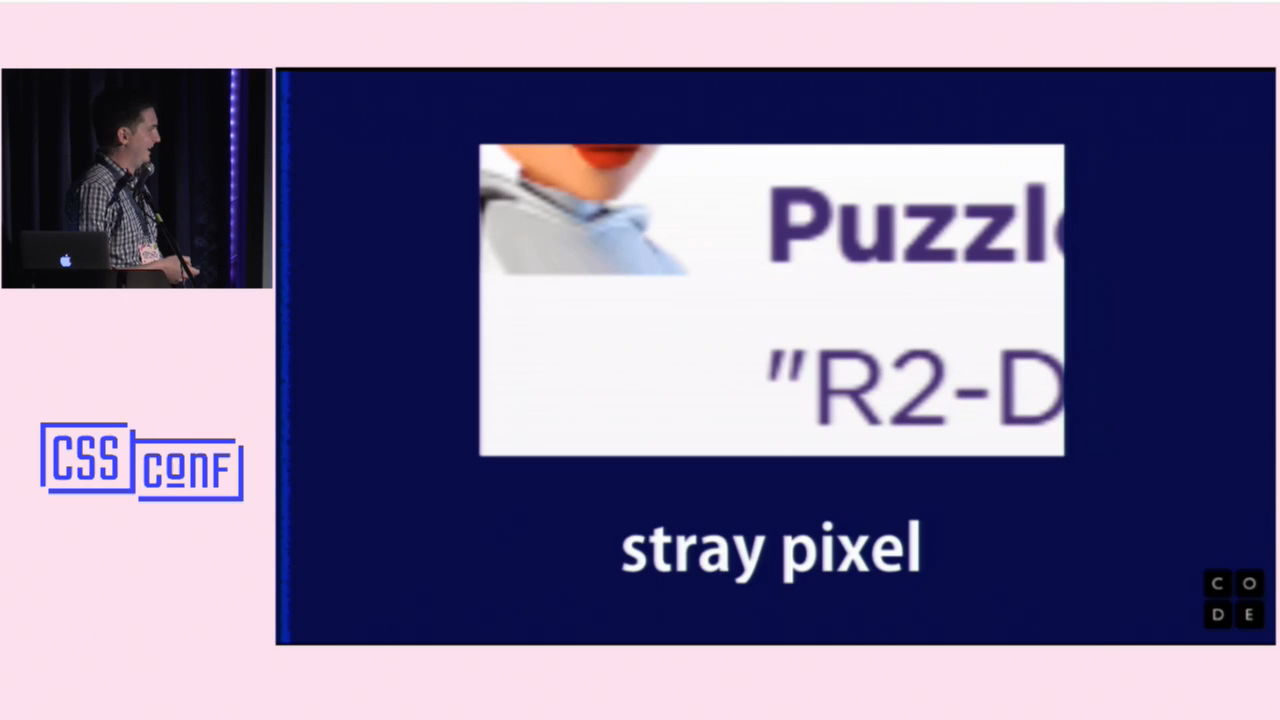 CSS
CONF
Puzzl
"R2-D
stray pixel
C O
D E